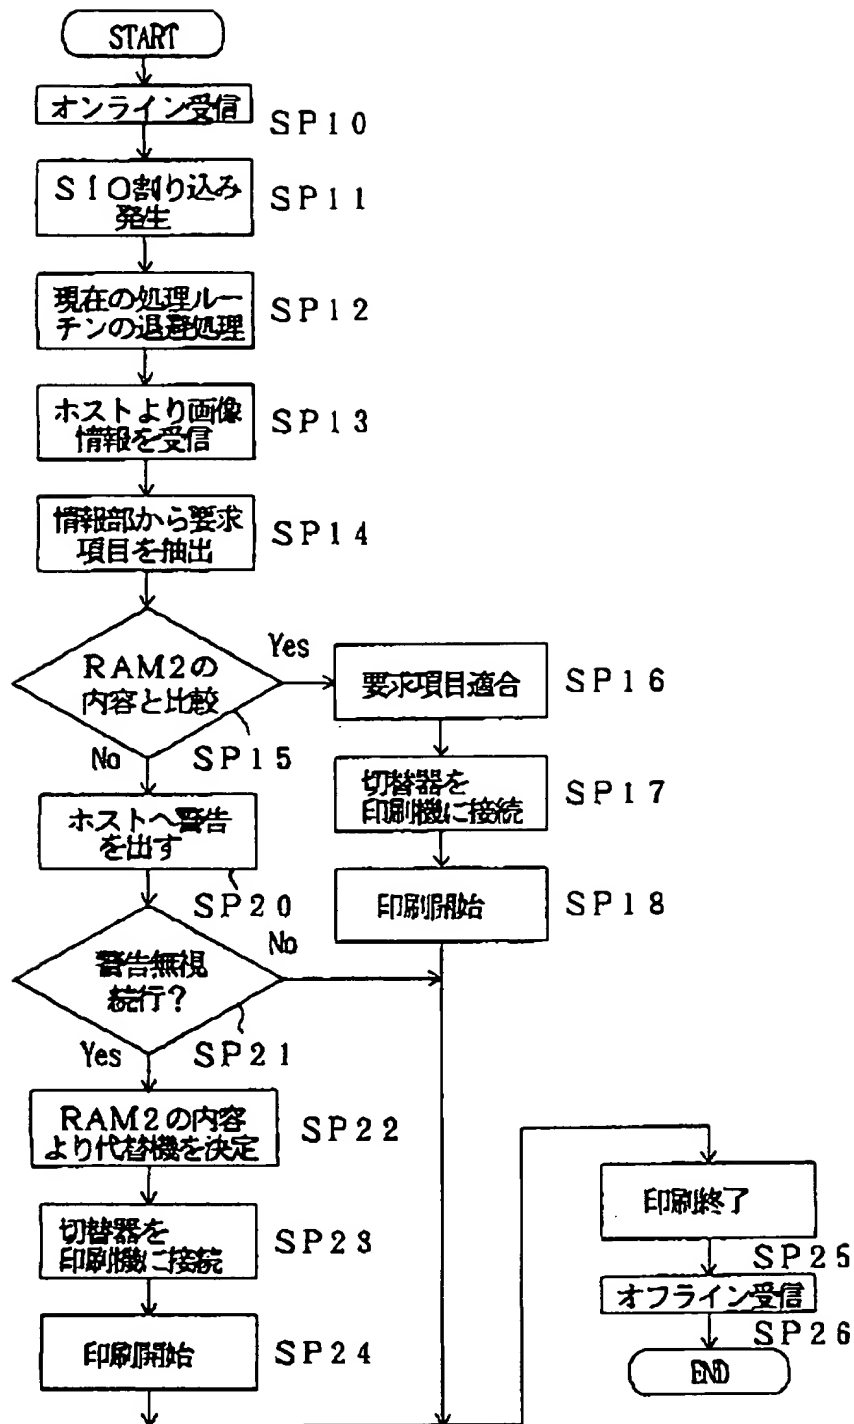 START
オンライン受信
SP10
SIO割り込み
発生
SP11
現在の処理ルー
チンの退避処理
SP12
ホストより画像
情報を受信
SP13
情報部から要求
項目を抽出
SP14
RAM2の
内容と比較
SP15
Yes
No
要求項目適合
SP16
切替器を
印刷機に接続
SP17
印刷開始
SP18
ホストへ警告
を出す
SP20
警告無視
続行?
SP21
No
Yes
RAM2の内容
より代替機を決定
SP22
切替器を
印刷機に接続
SP23
印刷開始
SP24
印刷終了
SP25
オフライン受信
SP26
END